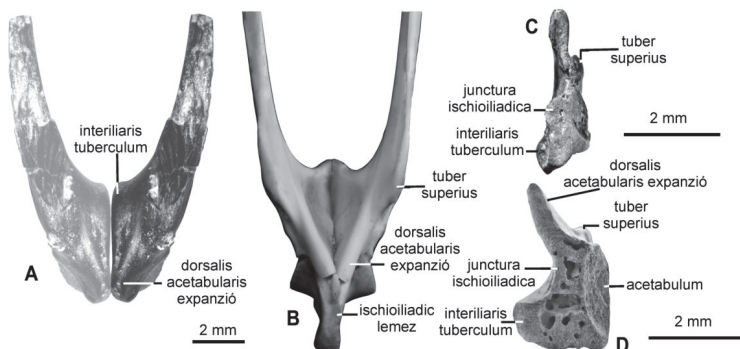 interiliaris
tuberculum
dorsalis
acetabularis
expanzió
A
2 mm
tuber
superius
dorsalis
acetabularis
expanzió
ischioiliadic
lemez
B
C
tuber
superius
junctura
ischioiliadica
interiliaris
tuberculum
2 mm
dorsalis
acetabularis expanzió
tuber
superius
junctura
ischioiliadica
acetabulum
interiliaris
tuberculum
D
2 mm